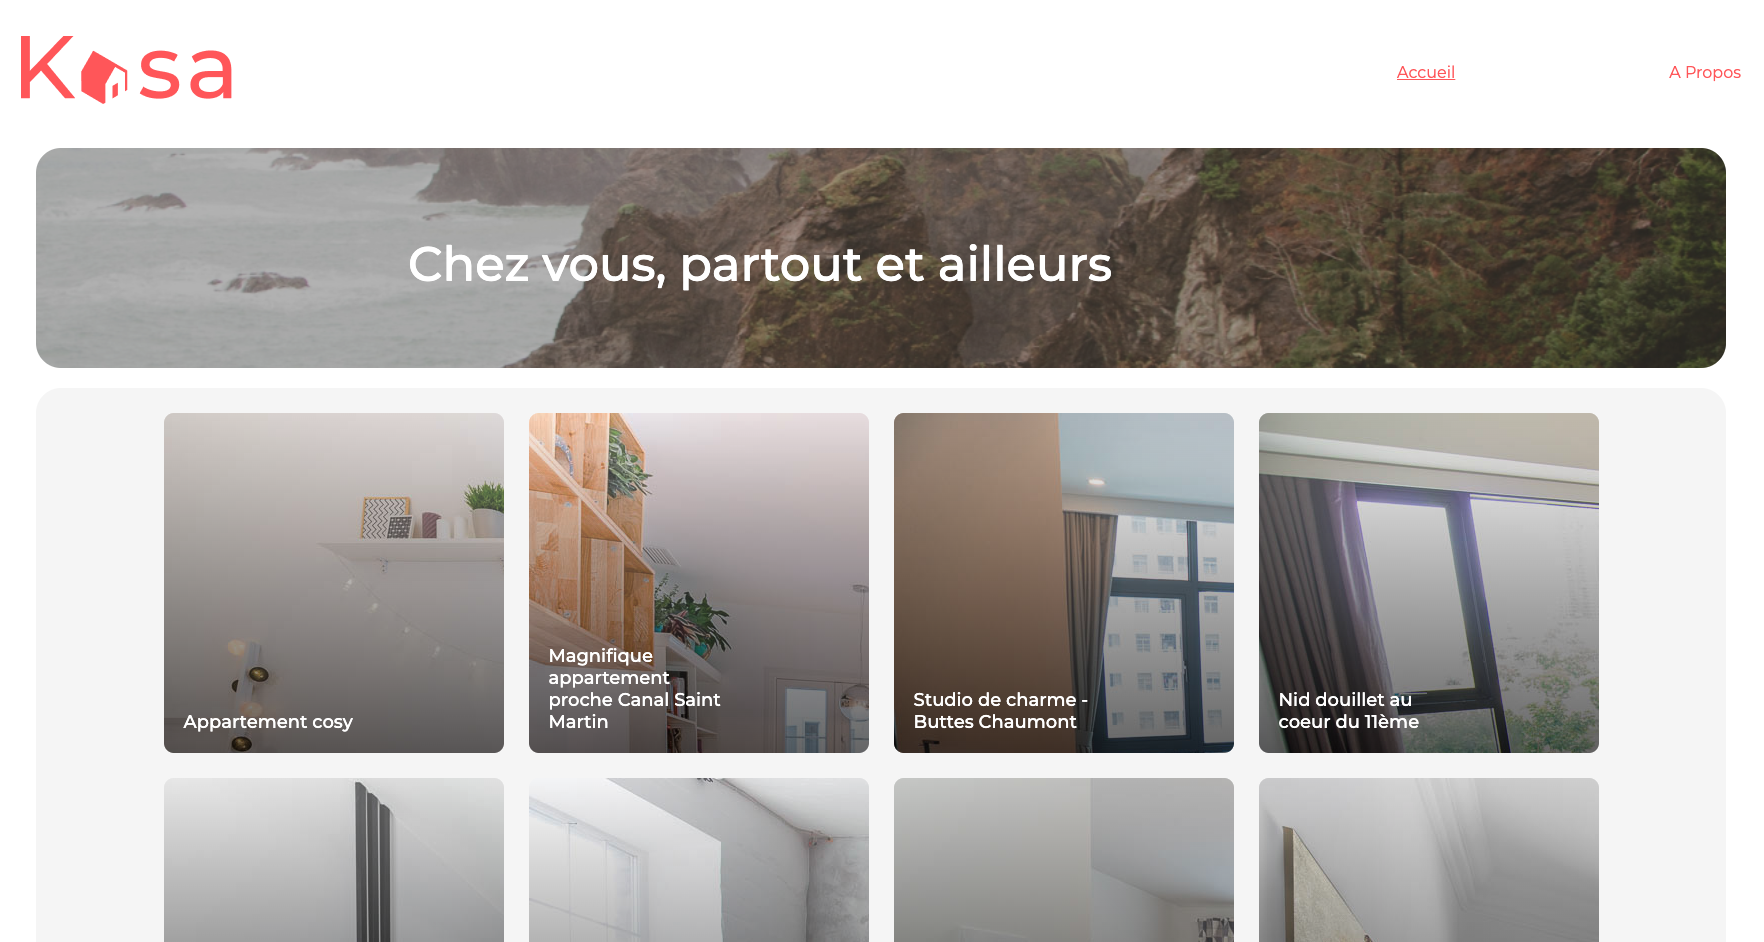 Kasa
Accueil
A Propos
Chez vous, partout et ailleurs
Appartement cosy
Magnifique
appartement
proche Canal Saint
Martin
Studio de charme -
Buttes Chaumont
Nid douillet au
coeur du 11ème